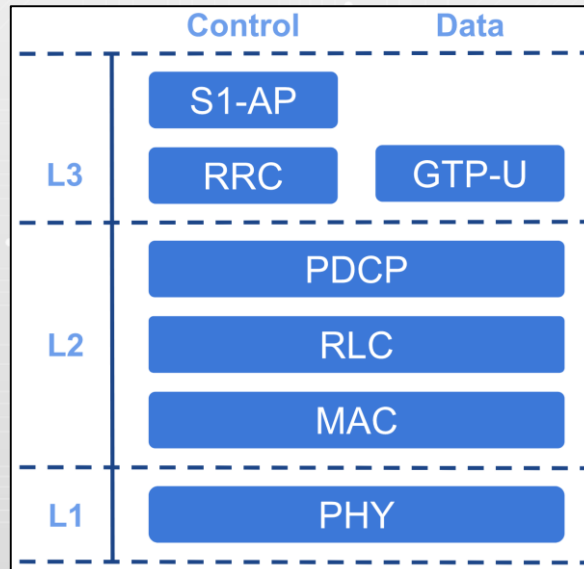 Control Data
S1-AP
L3 RRC GTP-U
PDCP
L2 RLC
MAC
L1 PHY